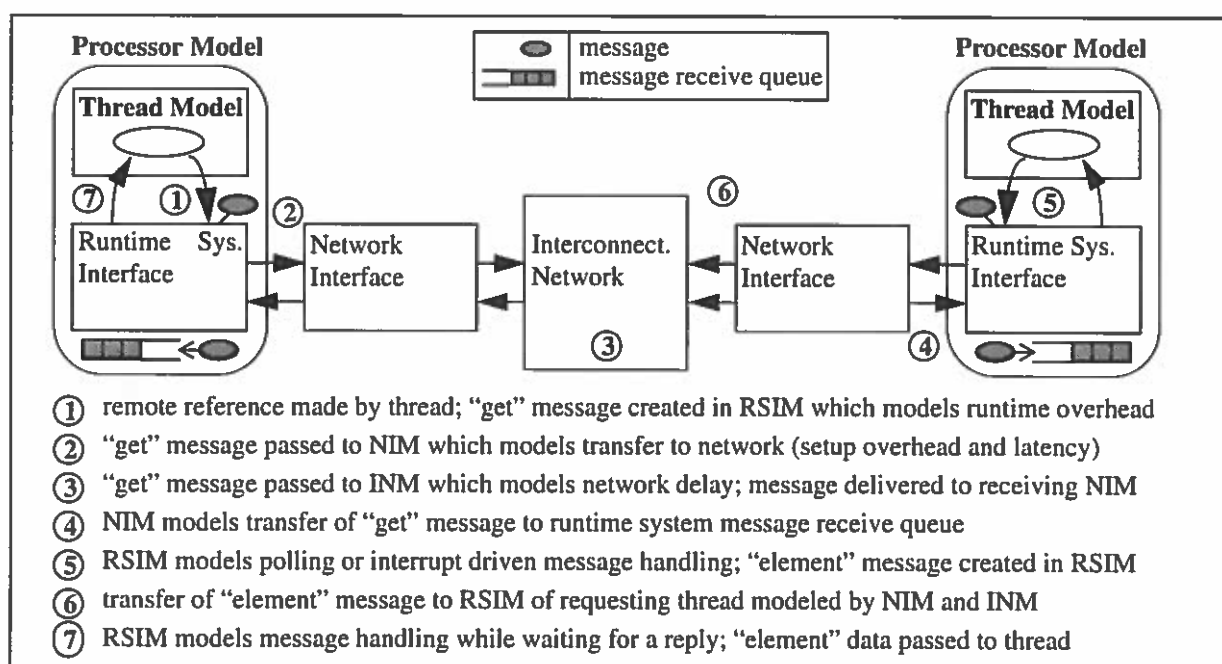 Processor Model
message
message receive queue
Processor Model
Thread Model
Thread Model
⑦
①
②
⑥
⑤
Runtime Sys.
Interface
Network
Interface
Interconnect.
Network
Network
Interface
Runtime Sys.
Interface
③
④
① remote reference made by thread; “get” message created in RSIM which models runtime overhead
② “get” message passed to NIM which models transfer to network (setup overhead and latency)
③ “get” message passed to INM which models network delay; message delivered to receiving NIM
④ NIM models transfer of “get” message to runtime system message receive queue
⑤ RSIM models polling or interrupt driven message handling; “element” message created in RSIM
⑥ transfer of “element” message to RSIM of requesting thread modeled by NIM and INM
⑦ RSIM models message handling while waiting for a reply; “element” data passed to thread